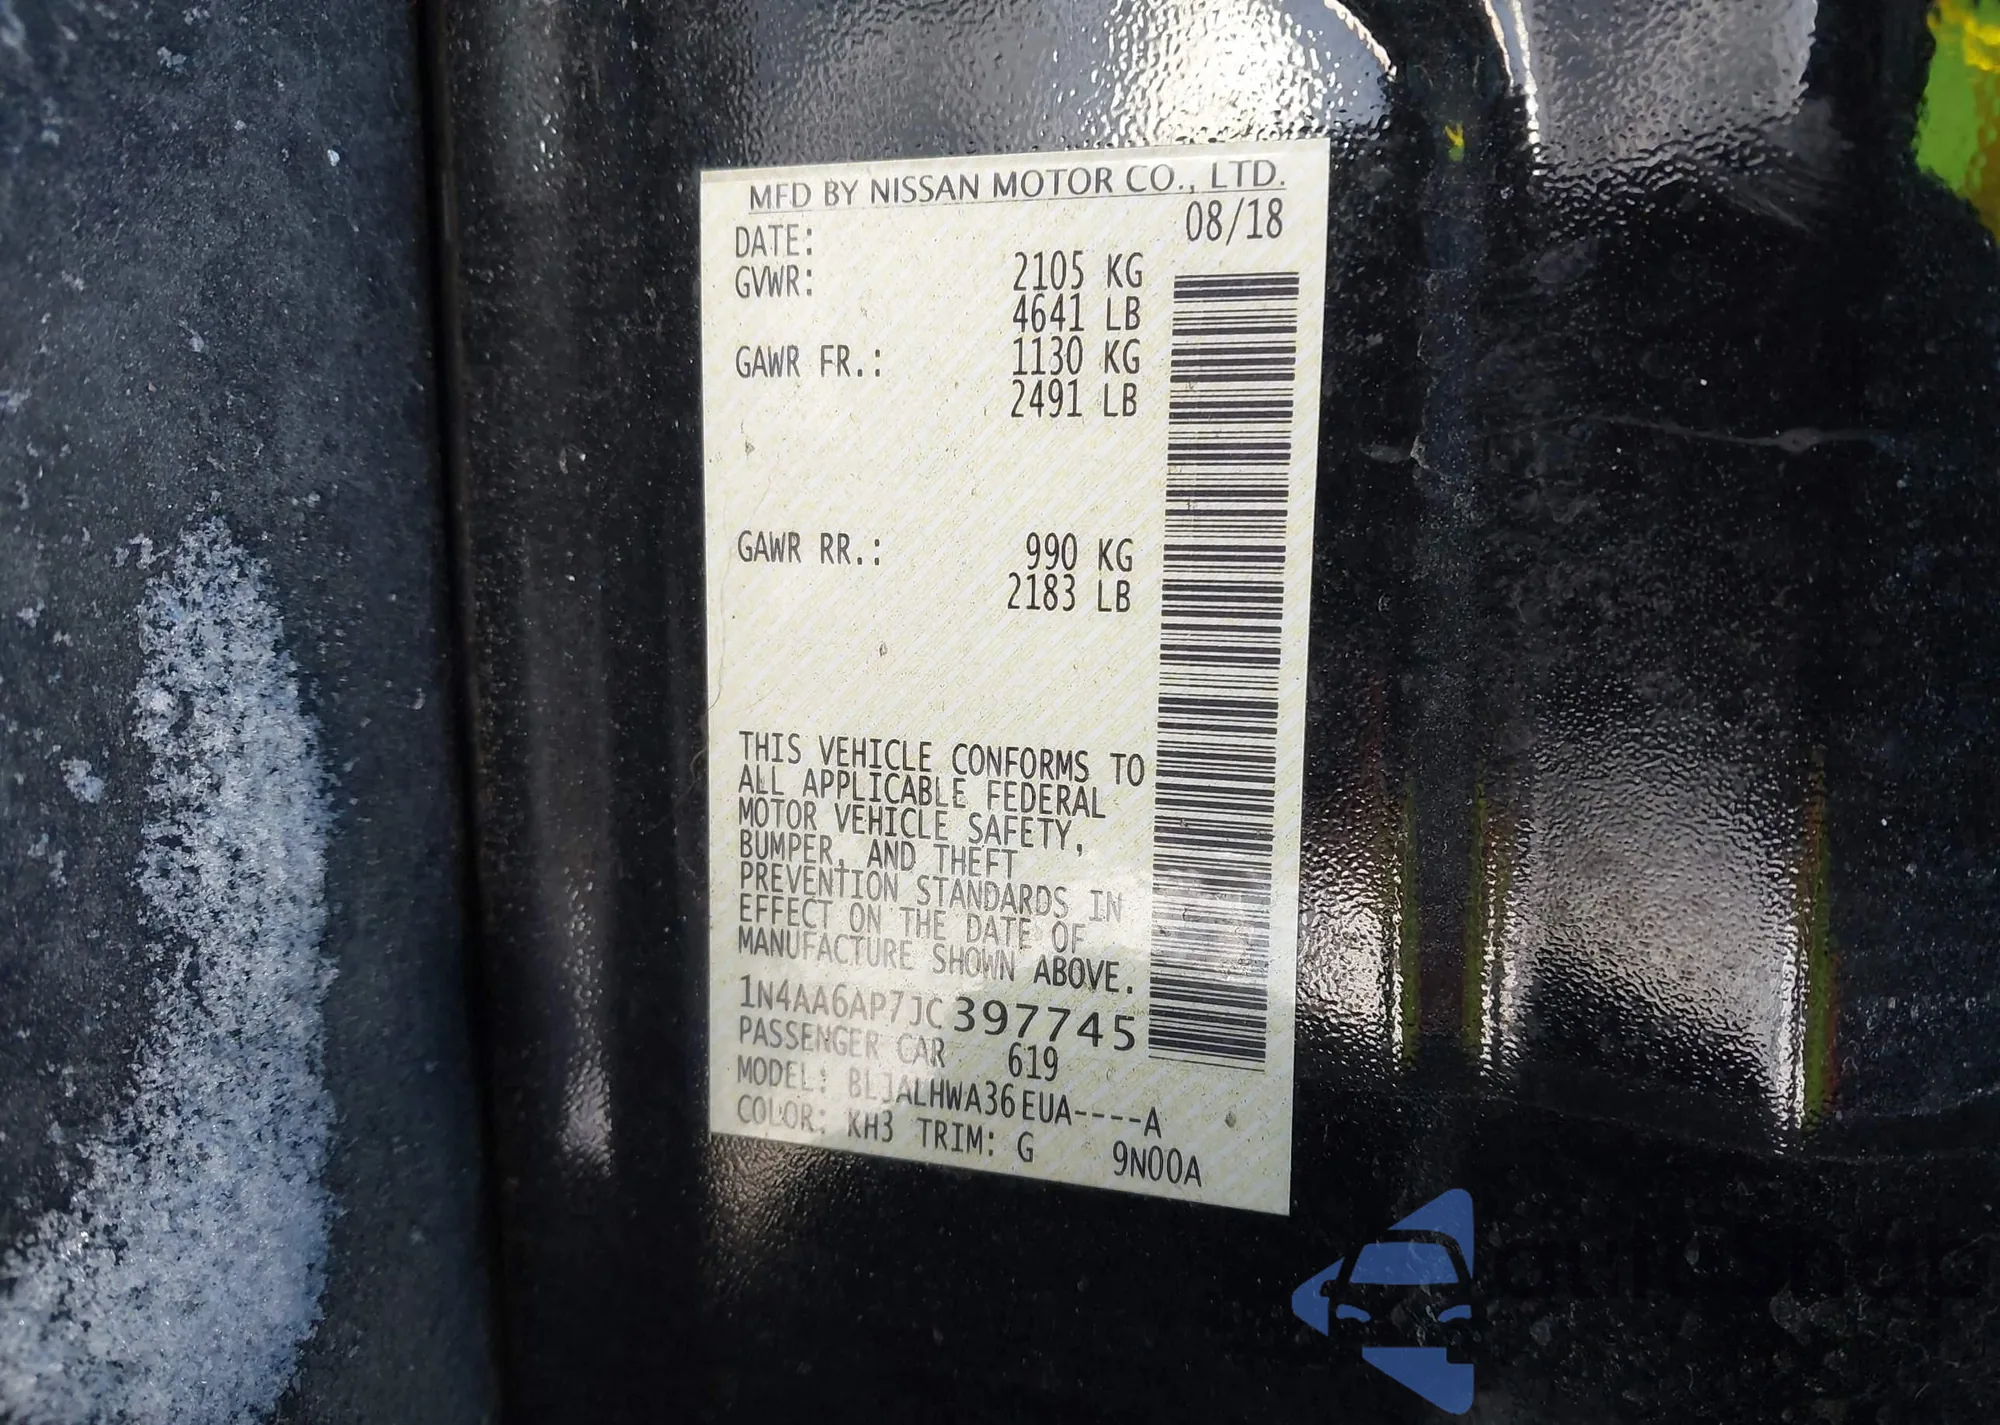 MFD BY NISSAN MOTOR CO., LTD.
DATE: 08/18
GVWR: 2105 KG
4641 LB
GAWR FR.: 1130 KG
2491 LB
GAWR RR.: 990 KG
2183 LB
THIS VEHICLE CONFORMS TO
ALL APPLICABLE FEDERAL
MOTOR VEHICLE SAFETY,
BUMPER, AND THEFT
PREVENTION STANDARDS IN
EFFECT ON THE DATE OF
MANUFACTURE SHOWN ABOVE.
1N4AA6AP7JC397745
PASSENGER CAR 619
MODEL: BLJALHWA36EUA----A
COLOR: KH3 TRIM: G 9N00A